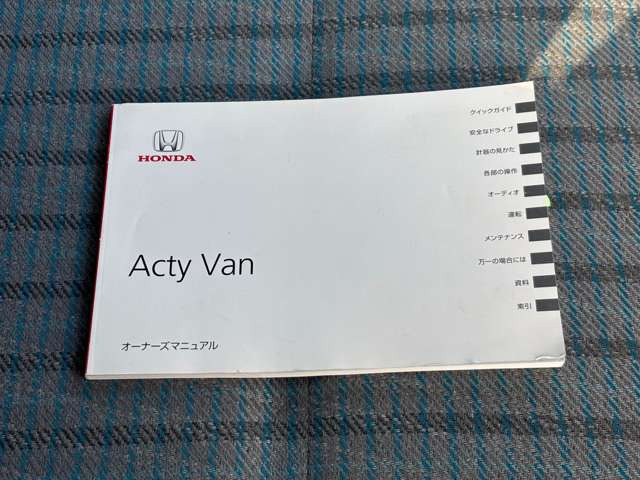 HONDA
Acty Van
オーナーズマニュアル
クイックガイド
安全なドライブ
計器の見かた
各部の操作
オーディオ
運転
メンテナンス
万一の場合には
資料
索引